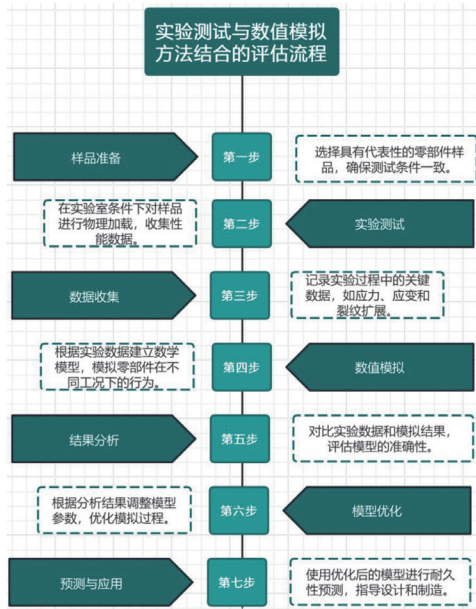 实验测试与数值模拟
方法结合的评估流程
样品准备
第一步
选择具有代表性的零部件样
品，确保测试条件一致。
在实验室条件下对样品
进行物理加载，收集性
能数据。
第二步
实验测试
数据收集
第三步
记录实验过程中的关键
数据，如应力、应变和
裂纹扩展。
根据实验数据建立数学
模型，模拟零部件在不
同工况下的行为。
第四步
数值模拟
结果分析
第五步
对比实验数据和模拟结果，
评估模型的准确性。
根据分析结果调整模型
参数，优化模拟过程。
第六步
模型优化
预测与应用
第七步
使用优化后的模型进行耐久
性预测，指导设计和制造。